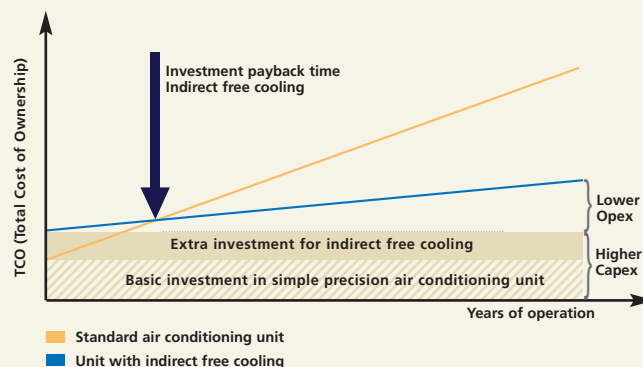 TCO (Total Cost of Ownership)
Investment payback time
Indirect free cooling
Lower
Opex
Extra investment for indirect free cooling
Higher
Capex
Basic investment in simple precision air conditioning unit
Years of operation
Standard air conditioning unit
Unit with indirect free cooling